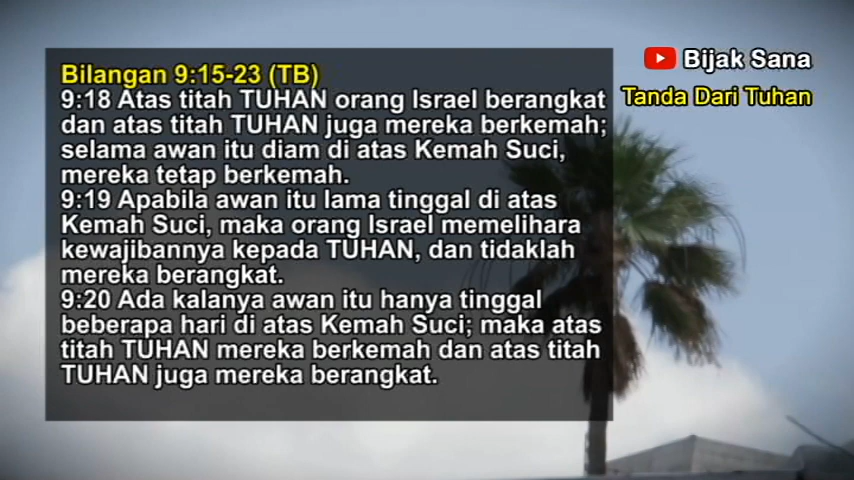 Bilangan 9:15-23 (TB)
9:18 Atas titah TUHAN orang Israel berangkat
dan atas titah TUHAN juga mereka berkemah;
selama awan itu diam di atas Kemah Suci,
mereka tetap berkemah.
9:19 Apabila awan itu lama tinggal di atas
Kemah Suci, maka orang Israel memelihara
kewajibannya kepada TUHAN, dan tidaklah
mereka berangkat.
9:20 Ada kalanya awan itu hanya tinggal
beberapa hari di atas Kemah Suci; maka atas
titah TUHAN mereka berkemah dan atas titah
TUHAN juga mereka berangkat.
Bijak Sana
Tanda Dari Tuhan